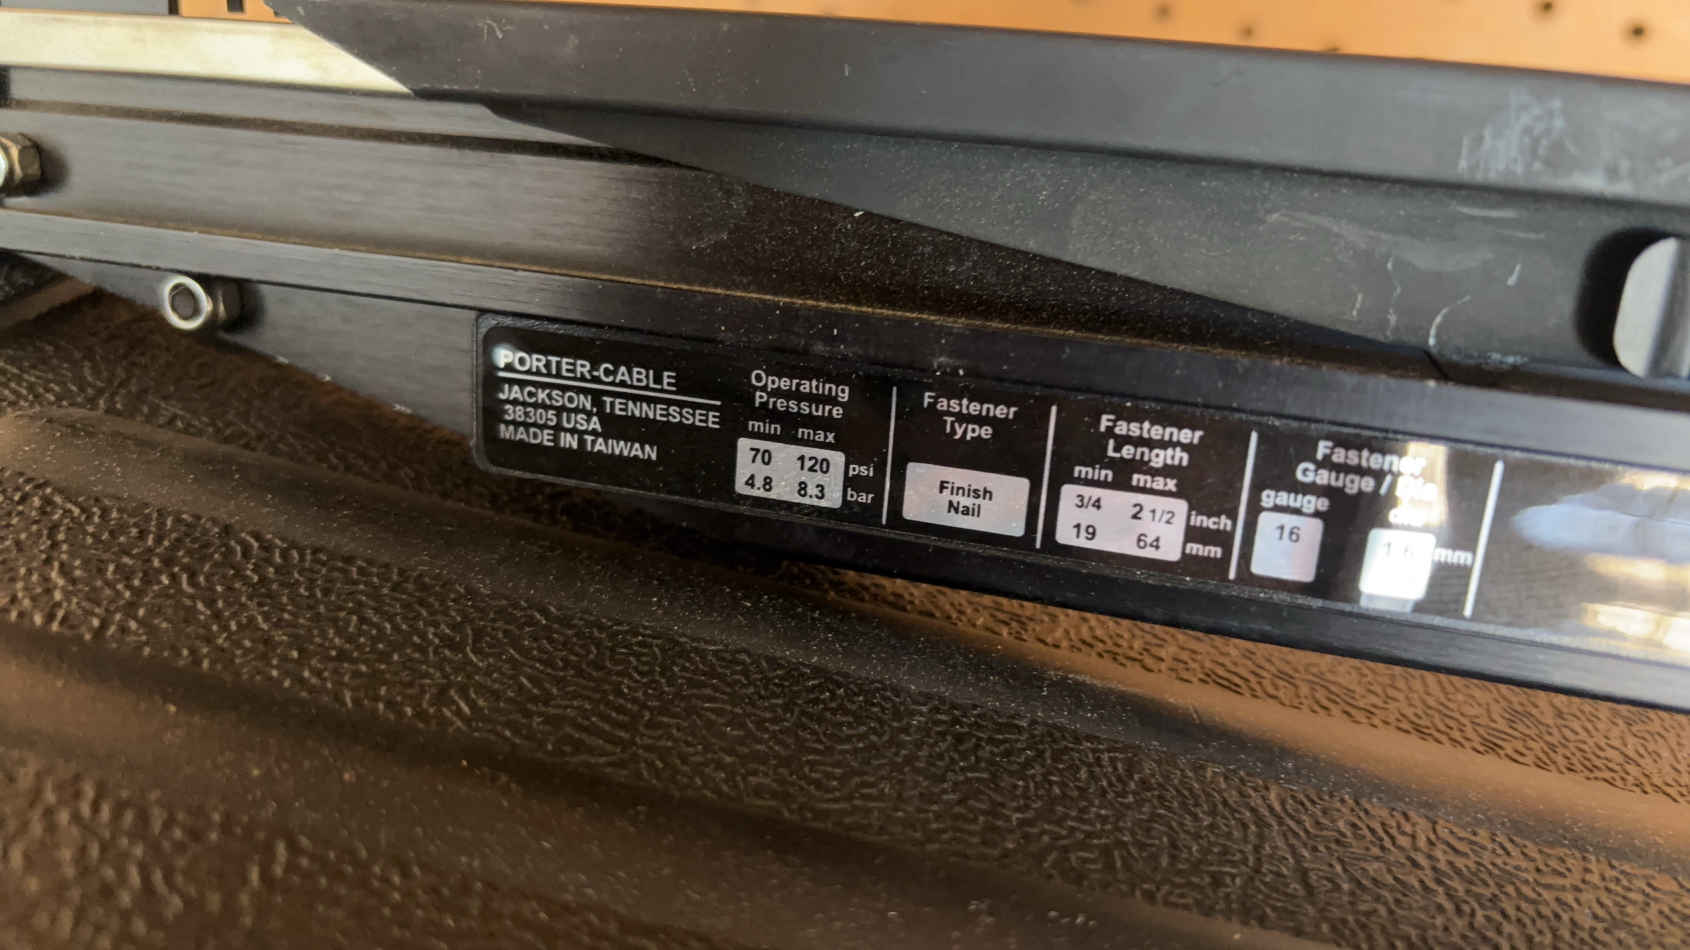 PORTER-CABLE
JACKSON, TENNESSEE
38305 USA
MADE IN TAIWAN
Operating
Pressure
min max
70 120 psi
4.8 8.3 bar
Fastener
Type
Finish
Nail
Fastener
Length
min max
3/4 2 1/2 inch
19 64 mm
Fastener
Gauge /
gauge
16
mm